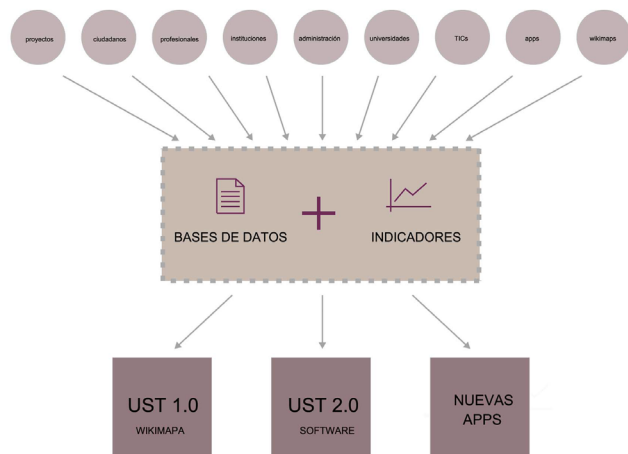 proyectos
ciudadanos
profesionales
instituciones
administración
universidades
TICs
apps
wikimaps
BASES DE DATOS
INDICADORES
UST 1.0
WIKIMAPA
UST 2.0
SOFTWARE
NUEVAS
APPS